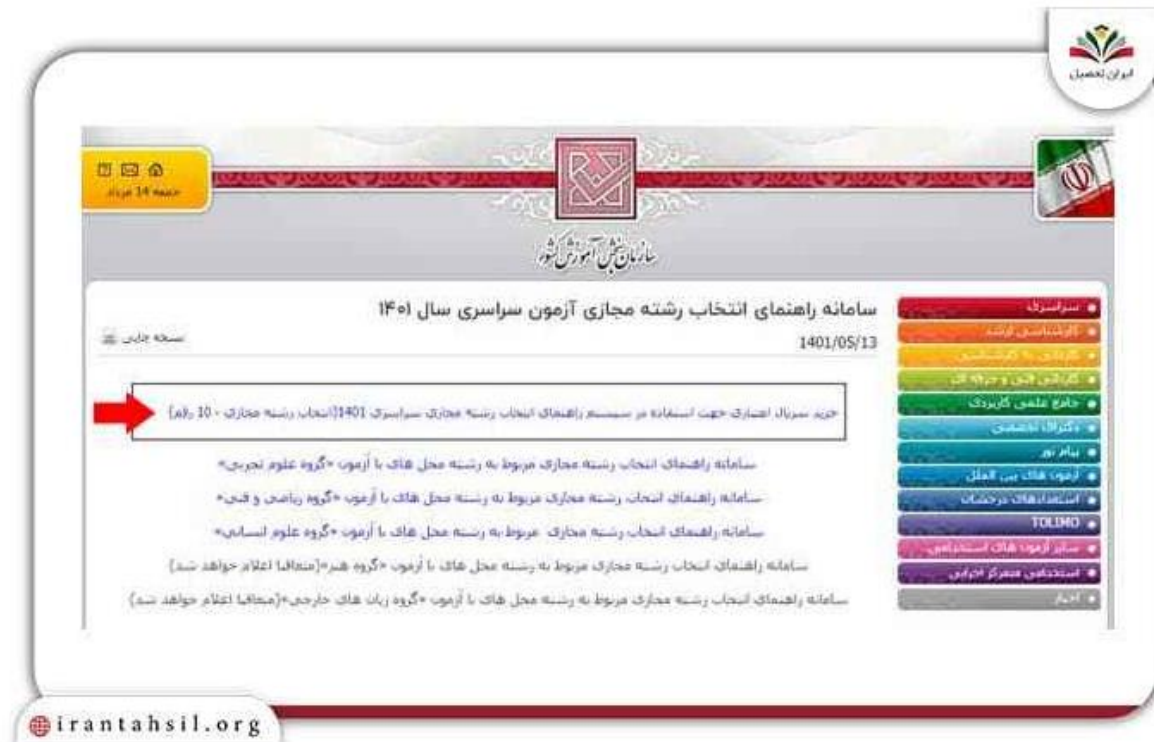 ایران تحصیل
جمعه 14 مرداد
سازمان سنجش آموزش کشور
سامانه راهنمای انتخاب رشته مجازی آزمون سراسری سال ۱۴۰۱
1401/05/13
نسخه چاپی
خرید سریال اعتباری جهت استفاده در سیستم راهنمای انتخاب رشته مجازی سراسری 1401(انتخاب رشته مجازی - 10 رقم)
سامانه راهنمای انتخاب رشته مجازی مربوط به رشته محل های با آزمون «گروه علوم تجربی»
سامانه راهنمای انتخاب رشته مجازی مربوط به رشته محل های با آزمون «گروه ریاضی و فنی»
سامانه راهنمای انتخاب رشته مجازی مربوط به رشته محل های با آزمون «گروه علوم انسانی»
سامانه راهنمای انتخاب رشته مجازی مربوط به رشته محل های با آزمون «گروه هنر»(متعاقبا اعلام خواهد شد)
سامانه راهنمای انتخاب رشته مجازی مربوط به رشته محل های با آزمون «گروه زبان های خارجی»(متعاقبا اعلام خواهد شد)
سراسری
کارشناسی ارشد
کاردانی به کارشناسی
کاردانی فنی و حرفه ای
جامع علمی کاربردی
دکترای تخصصی
پیام نور
آزمون های بین الملل
استعدادهای درخشان
TOLIMO
سایر آزمون های استخدامی
استخدامی متمرکز اجرایی
اخبار
irantahsil.org